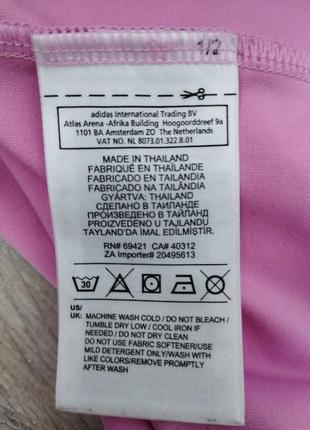 1/2
adidas International Trading BV
Atlas Arena -Afrika Building Hoogoorddreef 9a
1101 BA Amsterdam ZO The Netherlands
VAT NO. NL 8073.01.322.B.01
MADE IN THAILAND
FABRIQUÉ EN THAÏLANDE
FABRICADO EN TAILANDIA
FABRICADO NA TAILÂNDIA
GYÁRTVA: THAIFOLD
СДЕЛАНО В ТАИЛАНДЕ
ПРОИЗВЕДЕНО В ТАЙЛАНД
PROIZVEDENO U TAJLANDU
TAYLAND'DA İMAL EDİLMİŞTİR.
RN# 69421 CA# 40312
ZA Importer# 20495613
30
US/
UK: MACHINE WASH COLD / DO NOT BLEACH /
TUMBLE DRY LOW / COOL IRON IF
NEEDED / DO NOT DRY CLEAN
DO NOT USE FABRIC SOFTENER/USE
MILD DETERGENT ONLY/WASH WITH
LIKE COLORS/REMOVE PROMPTLY
AFTER WASH